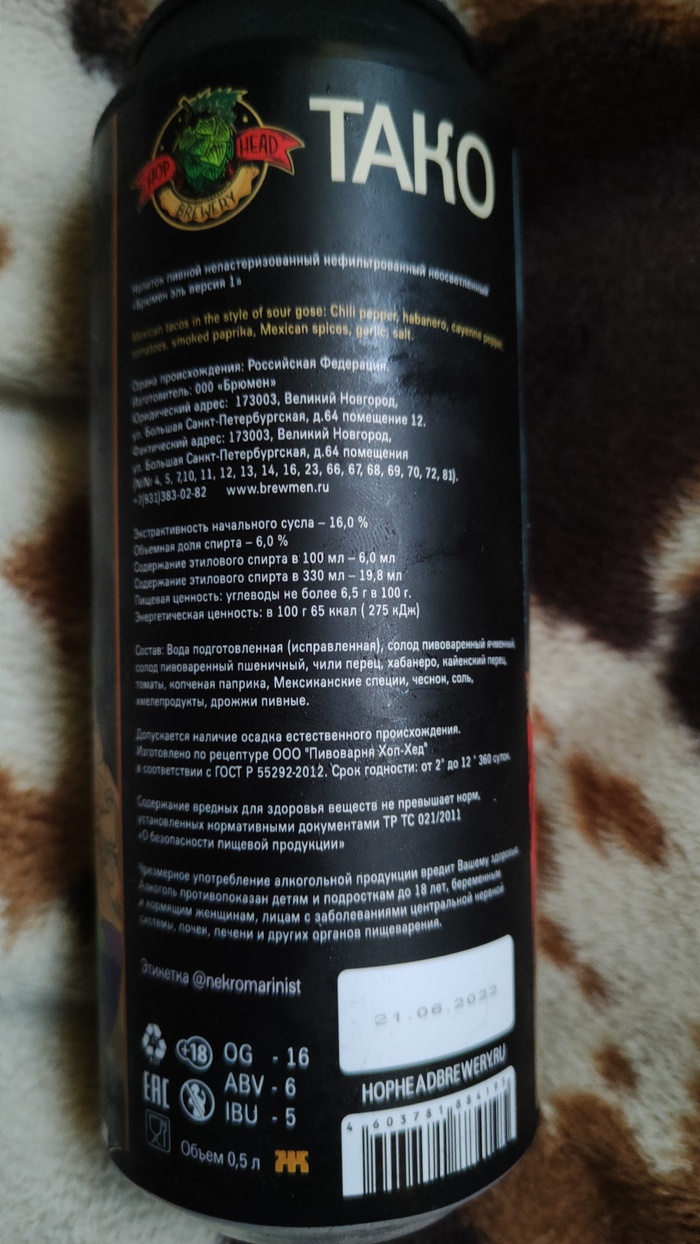 HOP HEAD
BREWERY
ТАКО
Напиток пивной непастеризованный нефильтрованный неосветленный
«Брюмен эль версия 1»
Mexican tacos in the style of sour gose: Chili pepper, habanero, cayenne pepper,
tomatoes, smoked paprika, Mexican spices, garlic, salt.
Страна происхождения: Российская Федерация.
Изготовитель: ООО «Брюмен»
Юридический адрес: 173003, Великий Новгород,
ул. Большая Санкт-Петербургская, д.64 помещение 12.
Фактический адрес: 173003, Великий Новгород,
ул. Большая Санкт-Петербургская, д.64 помещения
(№№ 4, 5, 7,10, 11, 12, 13, 14, 16, 23, 66, 67, 68, 69, 70, 72, 81).
+7(931)383-02-82 www.brewmen.ru
Экстрактивность начального сусла – 16,0 %
Объемная доля спирта – 6,0 %
Содержание этилового спирта в 100 мл – 6,0 мл
Содержание этилового спирта в 330 мл – 19,8 мл
Пищевая ценность: углеводы не более 6,5 г в 100 г.
Энергетическая ценность: в 100 г 65 ккал ( 275 кДж)
Состав: Вода подготовленная (исправленная), солод пивоваренный ячменный,
солод пивоваренный пшеничный, чили перец, хабанеро, кайенский перец,
томаты, копченая паприка, Мексиканские специи, чеснок, соль,
хмелепродукты, дрожжи пивные.
Допускается наличие осадка естественного происхождения.
Изготовлено по рецептуре ООО "Пивоварня Хоп-Хед"
в соответствии с ГОСТ Р 55292-2012. Срок годности: от 2° до 12 ° 360 суток.
Содержание вредных для здоровья веществ не превышает норм,
установленных нормативными документами ТР ТС 021/2011
«О безопасности пищевой продукции»
Чрезмерное употребление алкогольной продукции вредит Вашему здоровью.
Алкоголь противопоказан детям и подросткам до 18 лет, беременным
и кормящим женщинам, лицам с заболеваниями центральной нервной
системы, почек, печени и других органов пищеварения.
Этикетка @nekromarinist
21.06.2022
+18 OG - 16
EAC ABV - 6
IBU - 5
HOPHEADBREWERY.RU
Объем 0,5 л ЖК